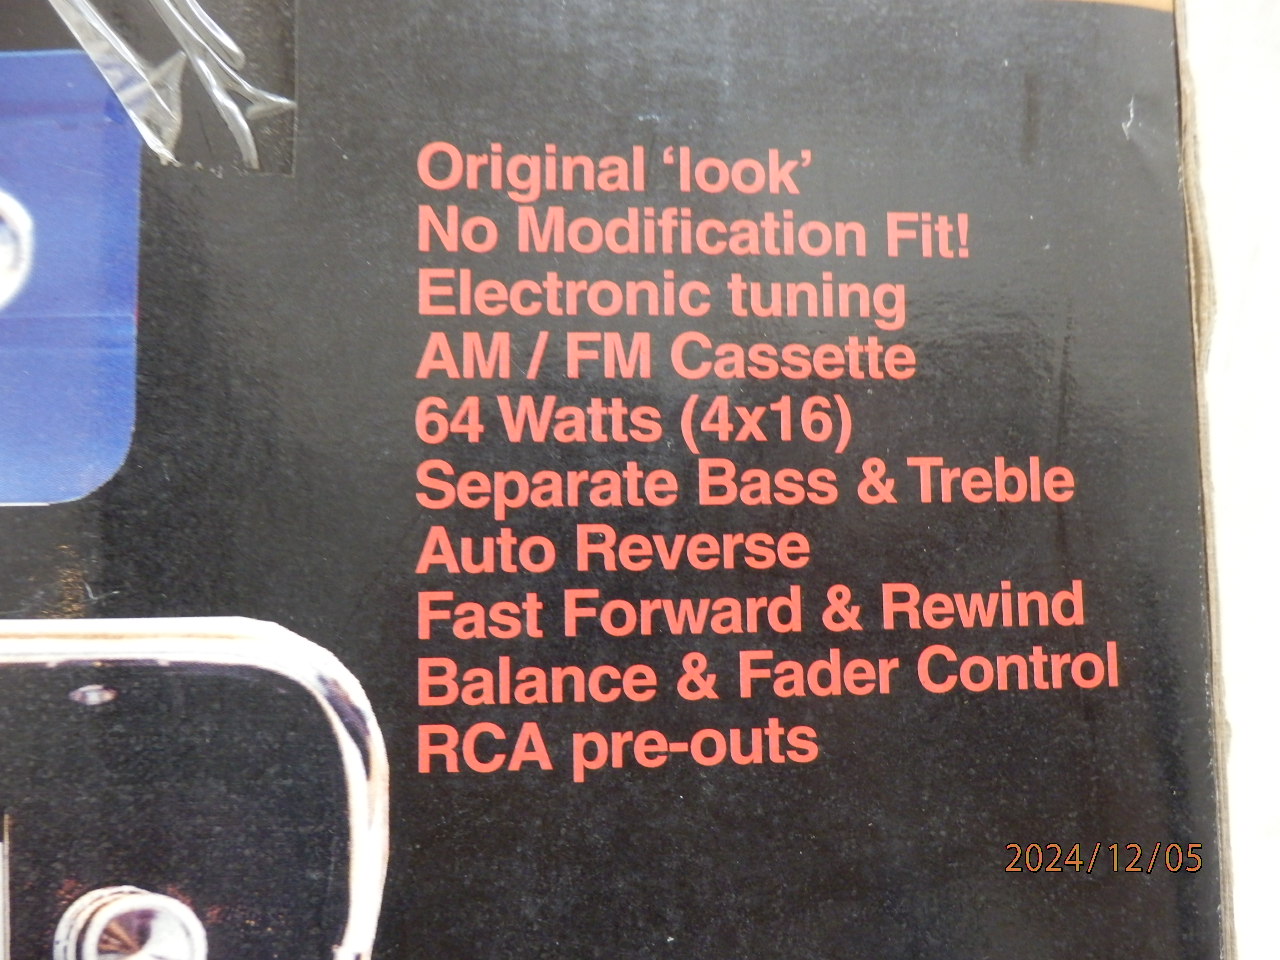 Original ‘look’
No Modification Fit!
Electronic tuning
AM / FM Cassette
64 Watts (4x16)
Separate Bass & Treble
Auto Reverse
Fast Forward & Rewind
Balance & Fader Control
RCA pre-outs
2024/12/05